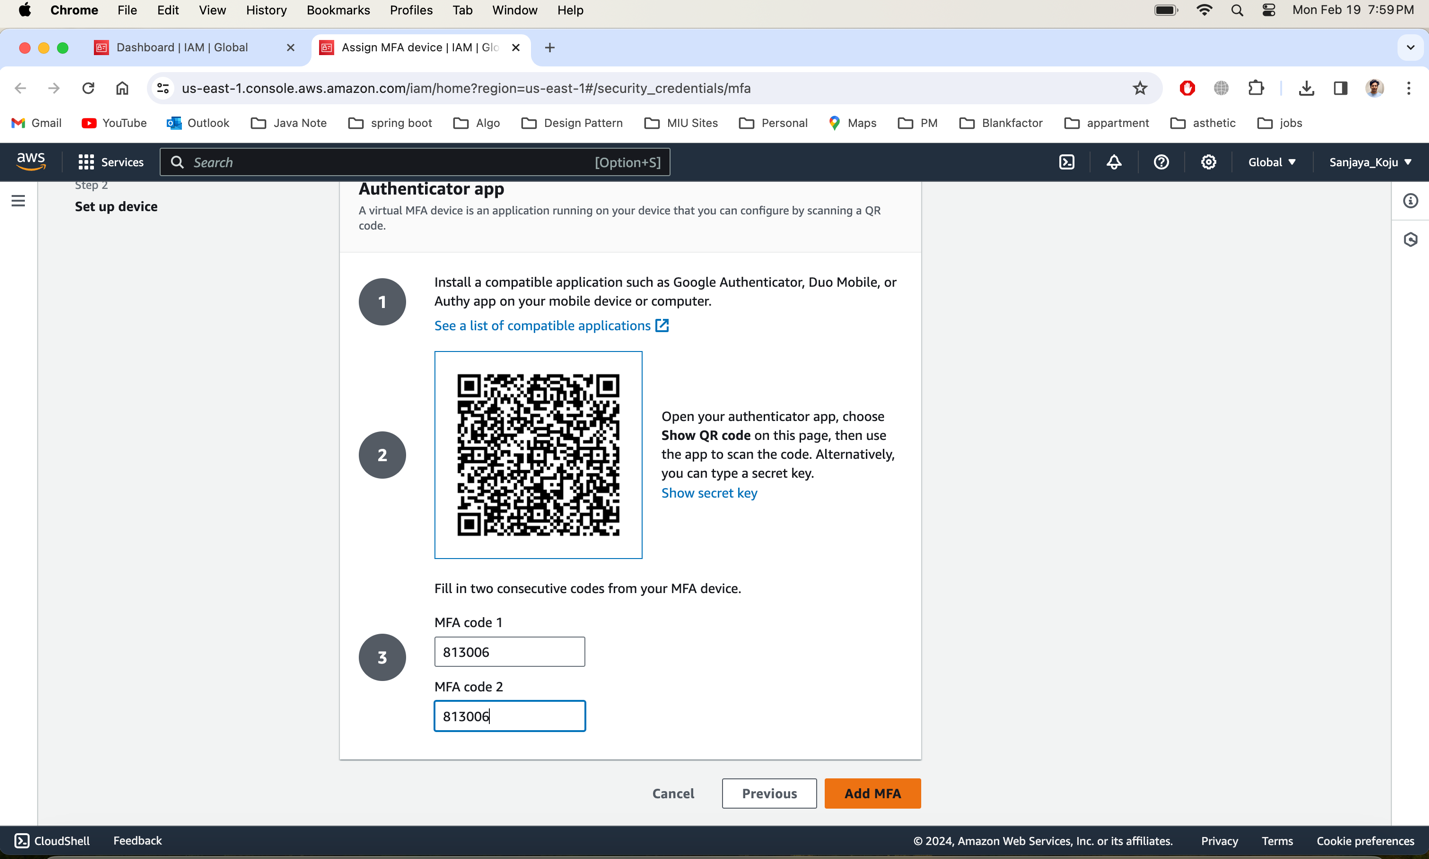 Chrome File Edit View History Bookmarks Profiles Tab Window Help Mon Feb 19 7:59 PM
Dashboard | IAM | Global Assign MFA device | IAM | Glo
us-east-1.console.aws.amazon.com/iam/home?region=us-east-1#/security_credentials/mfa
Gmail YouTube Outlook Java Note spring boot Algo Design Pattern MIU Sites Personal Maps PM Blankfactor appartment asthetic jobs
aws Services Search [Option+S] Global Sanjaya_Koju
Step 2
Set up device
Authenticator app
A virtual MFA device is an application running on your device that you can configure by scanning a QR
code.
1
Install a compatible application such as Google Authenticator, Duo Mobile, or
Authy app on your mobile device or computer.
See a list of compatible applications
2
Open your authenticator app, choose
Show QR code on this page, then use
the app to scan the code. Alternatively,
you can type a secret key.
Show secret key
Fill in two consecutive codes from your MFA device.
3
MFA code 1
813006
MFA code 2
813006
Cancel Previous Add MFA
CloudShell Feedback © 2024, Amazon Web Services, Inc. or its affiliates. Privacy Terms Cookie preferences